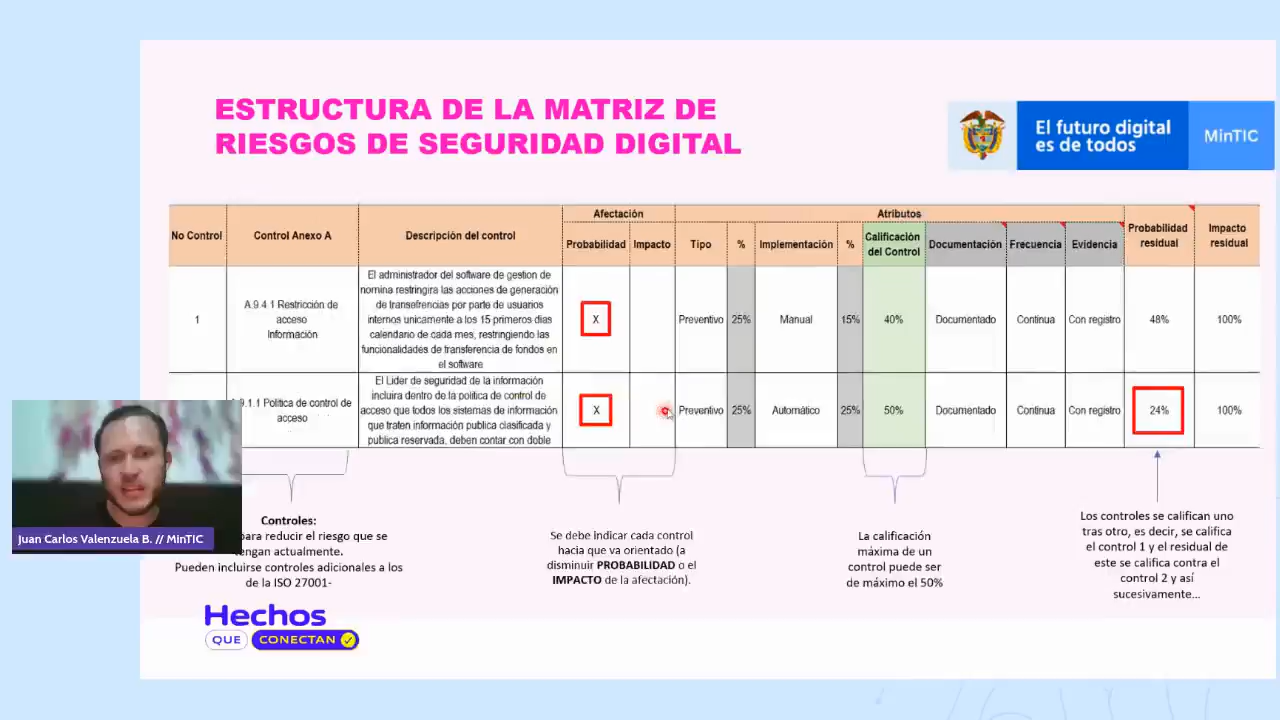 ESTRUCTURA DE LA MATRIZ DE
RIESGOS DE SEGURIDAD DIGITAL
El futuro digital
es de todos
MinTIC
No Control
Control Anexo A
Descripción del control
Afectación
Probabilidad
Impacto
Atributos
Tipo
%
Implementación
%
Calificación
del Control
Documentación
Frecuencia
Evidencia
Probabilidad
residual
Impacto
residual
1
A.9.4.1 Restricción de
acceso
Información
El administrador del software de gestion de
nomina restringira las acciones de generación
de transefrencias por parte de usuarios
internos unicamente a los 15 primeros dias
calendario de cada mes, restringiendo las
funcionalidades de transferencia de fondos en
el software
X
Preventivo
25%
Manual
15%
40%
Documentado
Continua
Con registro
48%
100%
.9.1.1 Política de control de
acceso
El Lider de seguridad de la información
incluira dentro de la politica de control de
acceso que todos los sistemas de información
que traten información publica clasificada y
publica reservada, deben contar con doble
X
Preventivo
25%
Automático
25%
50%
Documentado
Continua
Con registro
24%
100%
Controles:
para reducir el riesgo que se
tengan actualmente.
Pueden incluirse controles adicionales a los
de la ISO 27001-
Se debe indicar cada control
hacia que va orientado (a
disminuir PROBABILIDAD o el
IMPACTO de la afectación).
La calificación
máxima de un
control puede ser
de máximo el 50%
Los controles se califican uno
tras otro, es decir, se califica
el control 1 y el residual de
este se califica contra el
control 2 y así
sucesivamente...
Juan Carlos Valenzuela B. // MinTIC
Hechos
QUE CONECTAN